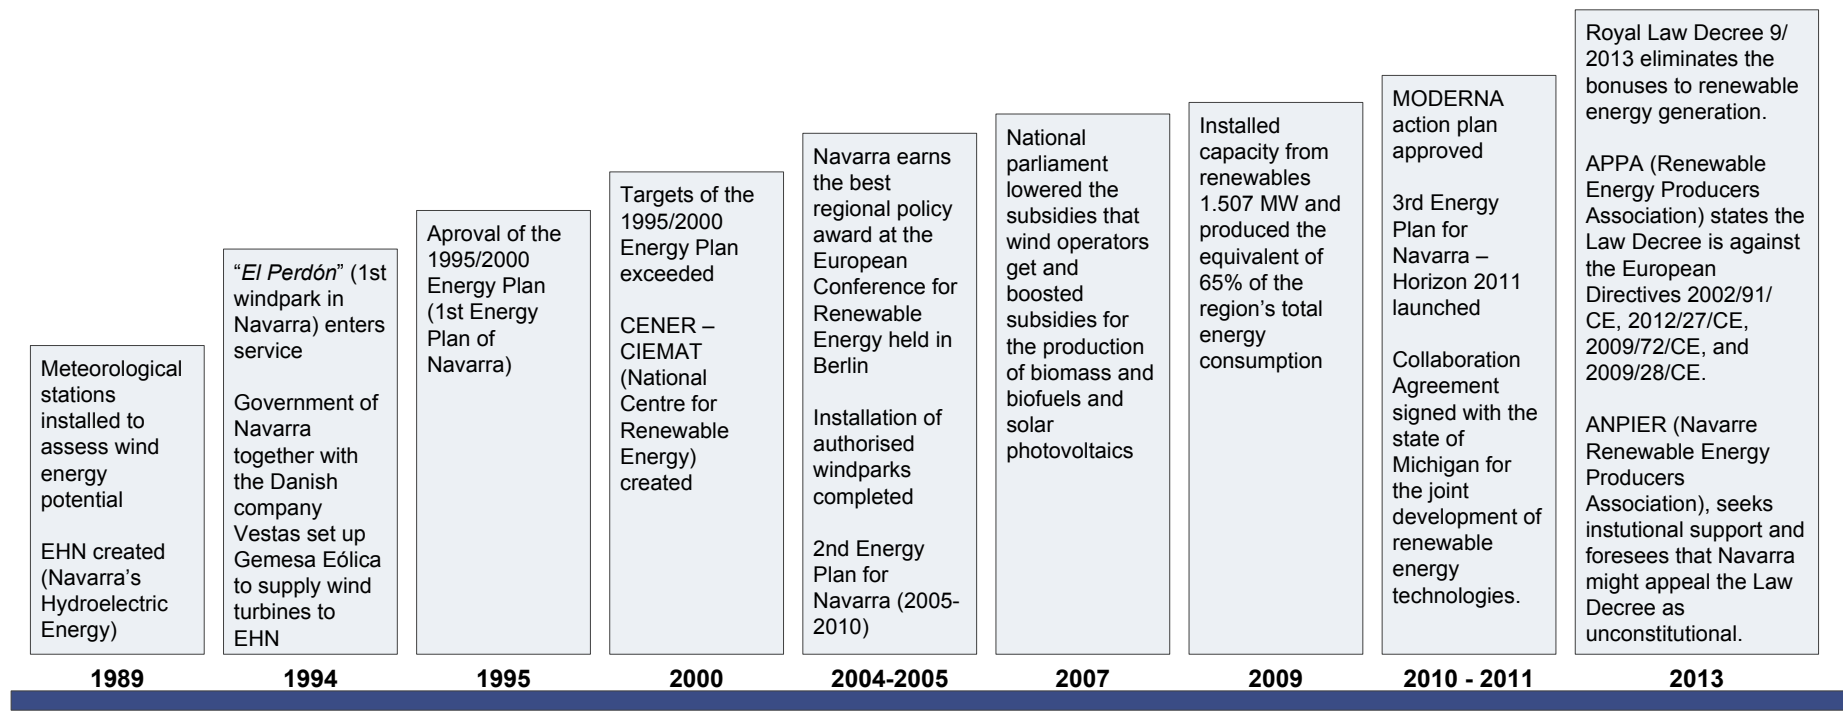 Meteorological
stations
installed to
assess wind
energy
potential
EHN created
(Navarra's
Hydroelectric
Energy)
1989
“El Perdón” (1st
windpark in
Navarra) enters
service
Government of
Navarra
together with
the Danish
company
Vestas set up
Gemesa Eólica
to supply wind
turbines to
EHN
1994
Aproval of the
1995/2000
Energy Plan
(1st Energy
Plan of
Navarra)
1995
Targets of the
1995/2000
Energy Plan
exceeded
CENER –
CIEMAT
(National
Centre for
Renewable
Energy)
created
2000
Navarra earns
the best
regional policy
award at the
European
Conference for
Renewable
Energy held in
Berlin
Installation of
authorised
windparks
completed
2nd Energy
Plan for
Navarra (2005-
2010)
2004-2005
National
parliament
lowered the
subsidies that
wind operators
get and
boosted
subsidies for
the production
of biomass and
biofuels and
solar
photovoltaics
2007
Installed
capacity from
renewables
1.507 MW and
produced the
equivalent of
65% of the
region's total
energy
consumption
2009
MODERNA
action plan
approved
3rd Energy
Plan for
Navarra –
Horizon 2011
launched
Collaboration
Agreement
signed with the
state of
Michigan for
the joint
development of
renewable
energy
technologies.
2010 - 2011
Royal Law Decree 9/
2013 eliminates the
bonuses to renewable
energy generation.
APPA (Renewable
Energy Producers
Association) states the
Law Decree is against
the European
Directives 2002/91/
CE, 2012/27/CE,
2009/72/CE, and
2009/28/CE.
ANPIER (Navarre
Renewable Energy
Producers
Association), seeks
instutional support and
foresees that Navarra
might appeal the Law
Decree as
unconstitutional.
2013